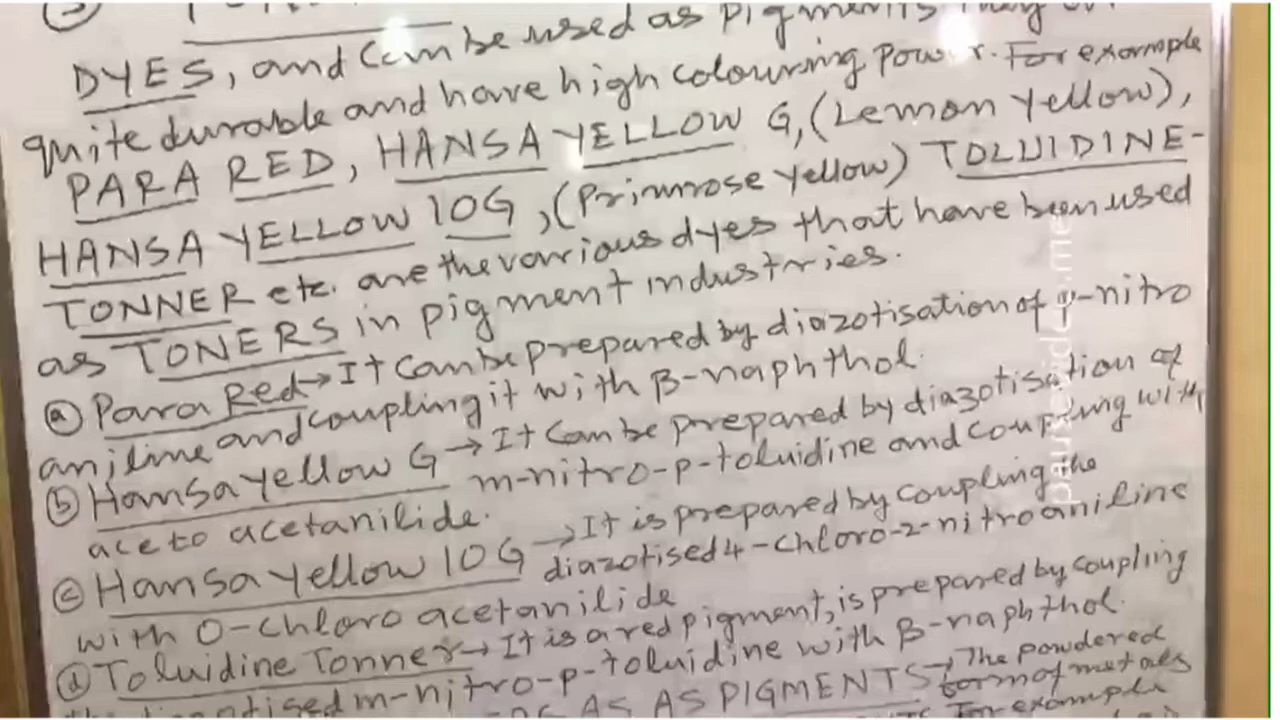 DYES, and can be used as pigments They
quite durable and have high colouring Power. For example
PARA RED, HANSA YELLOW G, (Lemon Yellow),
HANSA YELLOW 10G, (Primrose Yellow) TOLUIDINE-
TONNER etc. are the various dyes that have been used
as TONERS in pigment industries.
(a) Para Red → It can be prepared by diazotisation of p-nitro
aniline and coupling it with β-naphthol.
(b) Hansa Yellow G → It can be prepared by diazotisation of
m-nitro-p-toluidine and coupling with
aceto acetanilide.
(c) Hansa Yellow 10G → It is prepared by coupling the
diazotised 4-chloro-2-nitroaniline
with O-chloro acetanilide
(d) Toluidine Tonner → It is a red pigment, is prepared by coupling
the diazotised m-nitro-p-toluidine with β-naphthol.
AS PIGMENTS → The powdered
form of metals
For example